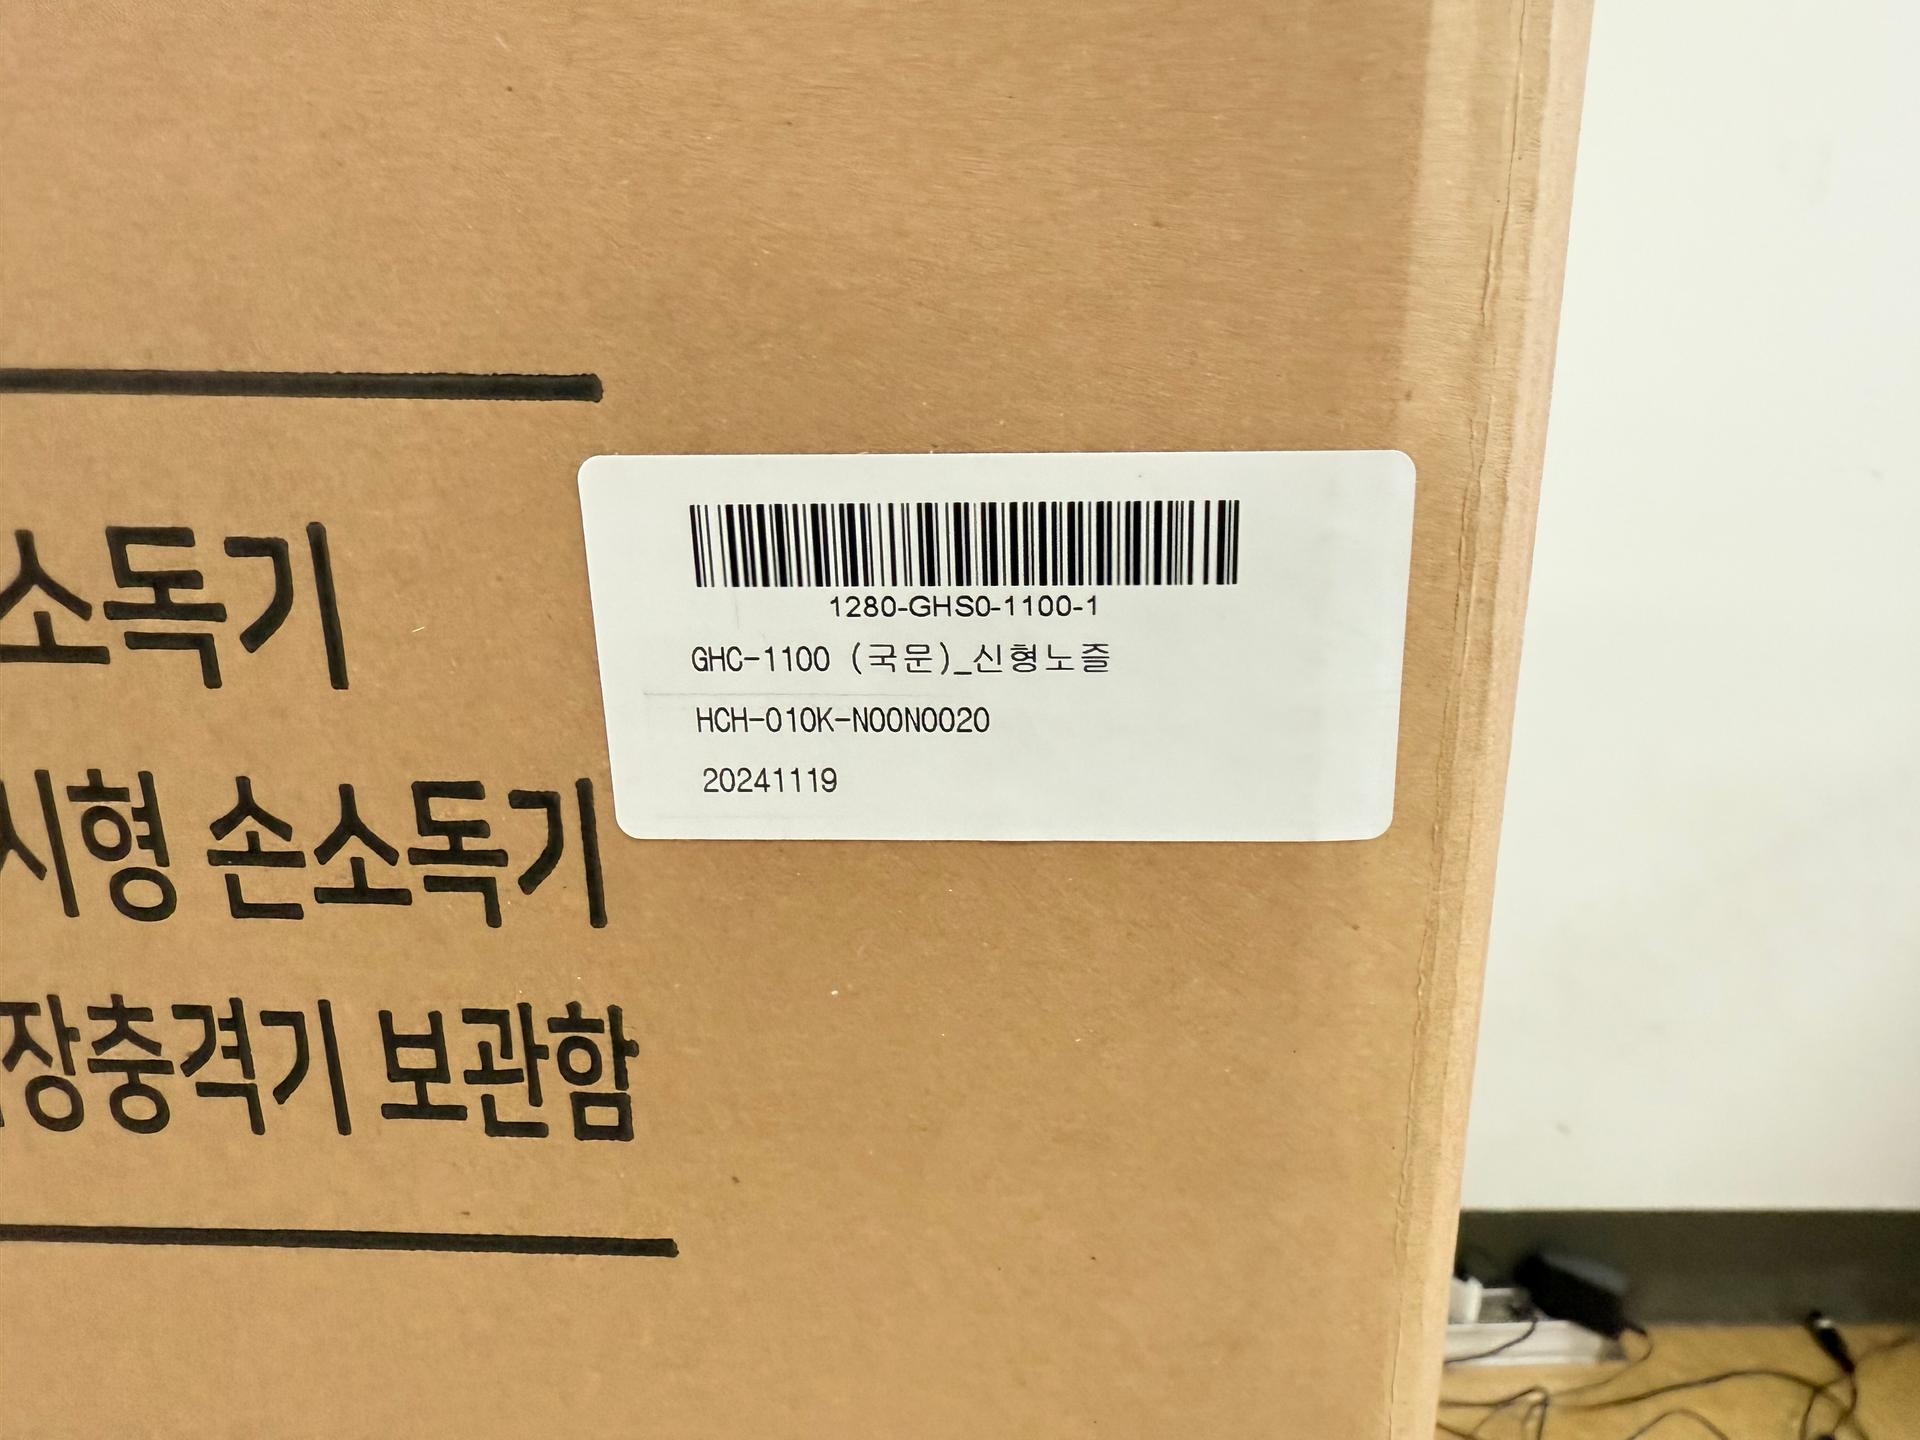 소독기
시형 손소독기
장충격기 보관함
1280-GHS0-1100-1
GHC-1100 (국문)_신형노즐
HCH-010K-N00N0020
20241119